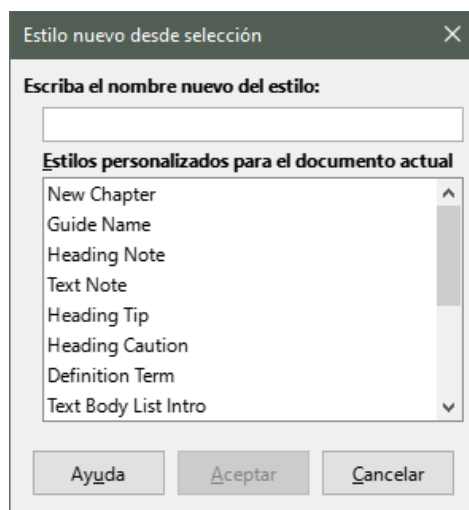 Estilo nuevo desde selección
Escriba el nombre nuevo del estilo:
Estilos personalizados para el documento actual
New Chapter
Guide Name
Heading Note
Text Note
Heading Tip
Heading Caution
Definition Term
Text Body List Intro
Ayuda Aceptar Cancelar